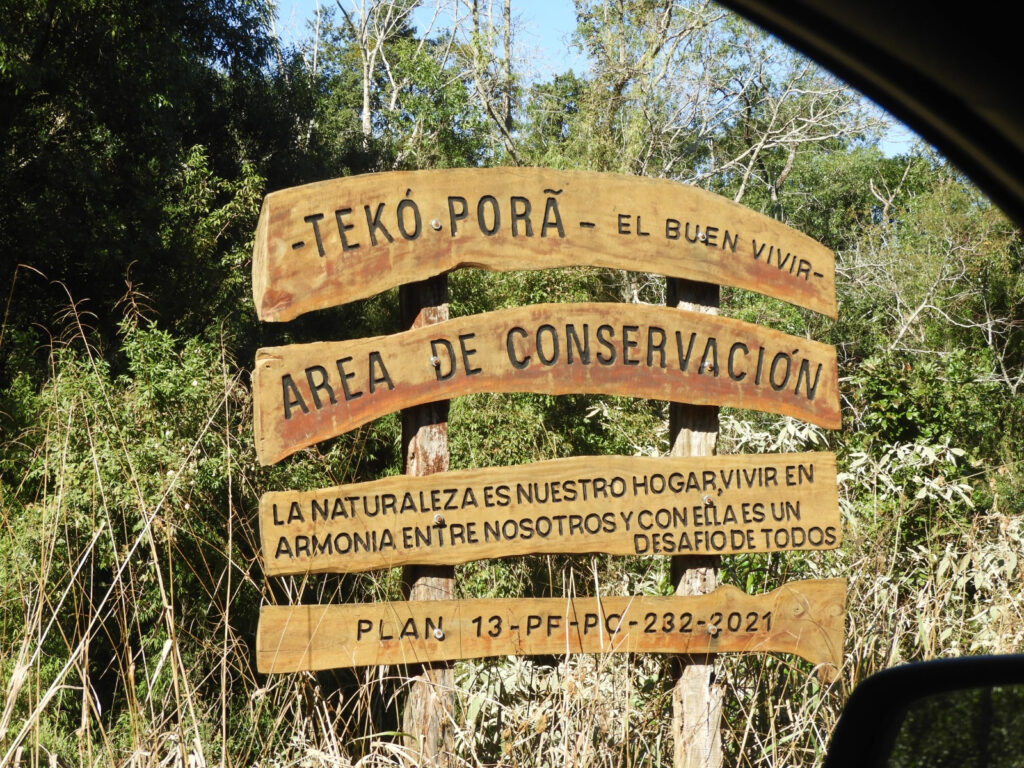 -TEKÓ PORÃ - EL BUEN VIVIR-
AREA DE CONSERVACIÓN
LA NATURALEZA ES NUESTRO HOGAR, VIVIR EN
ARMONIA ENTRE NOSOTROS Y CON ELLA ES UN
DESAFIO DE TODOS
PLAN 13-PF-PC-232-2021